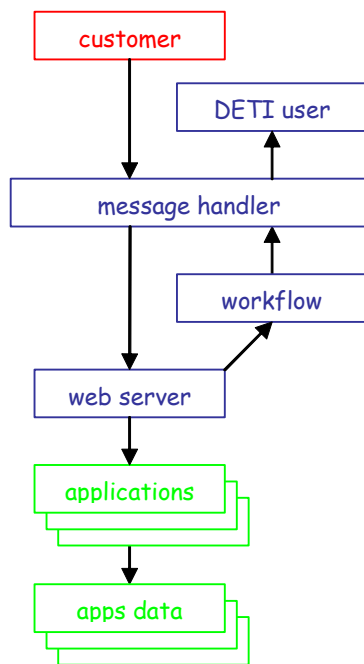 customer
DETI user
message handler
workflow
web server
applications
apps data